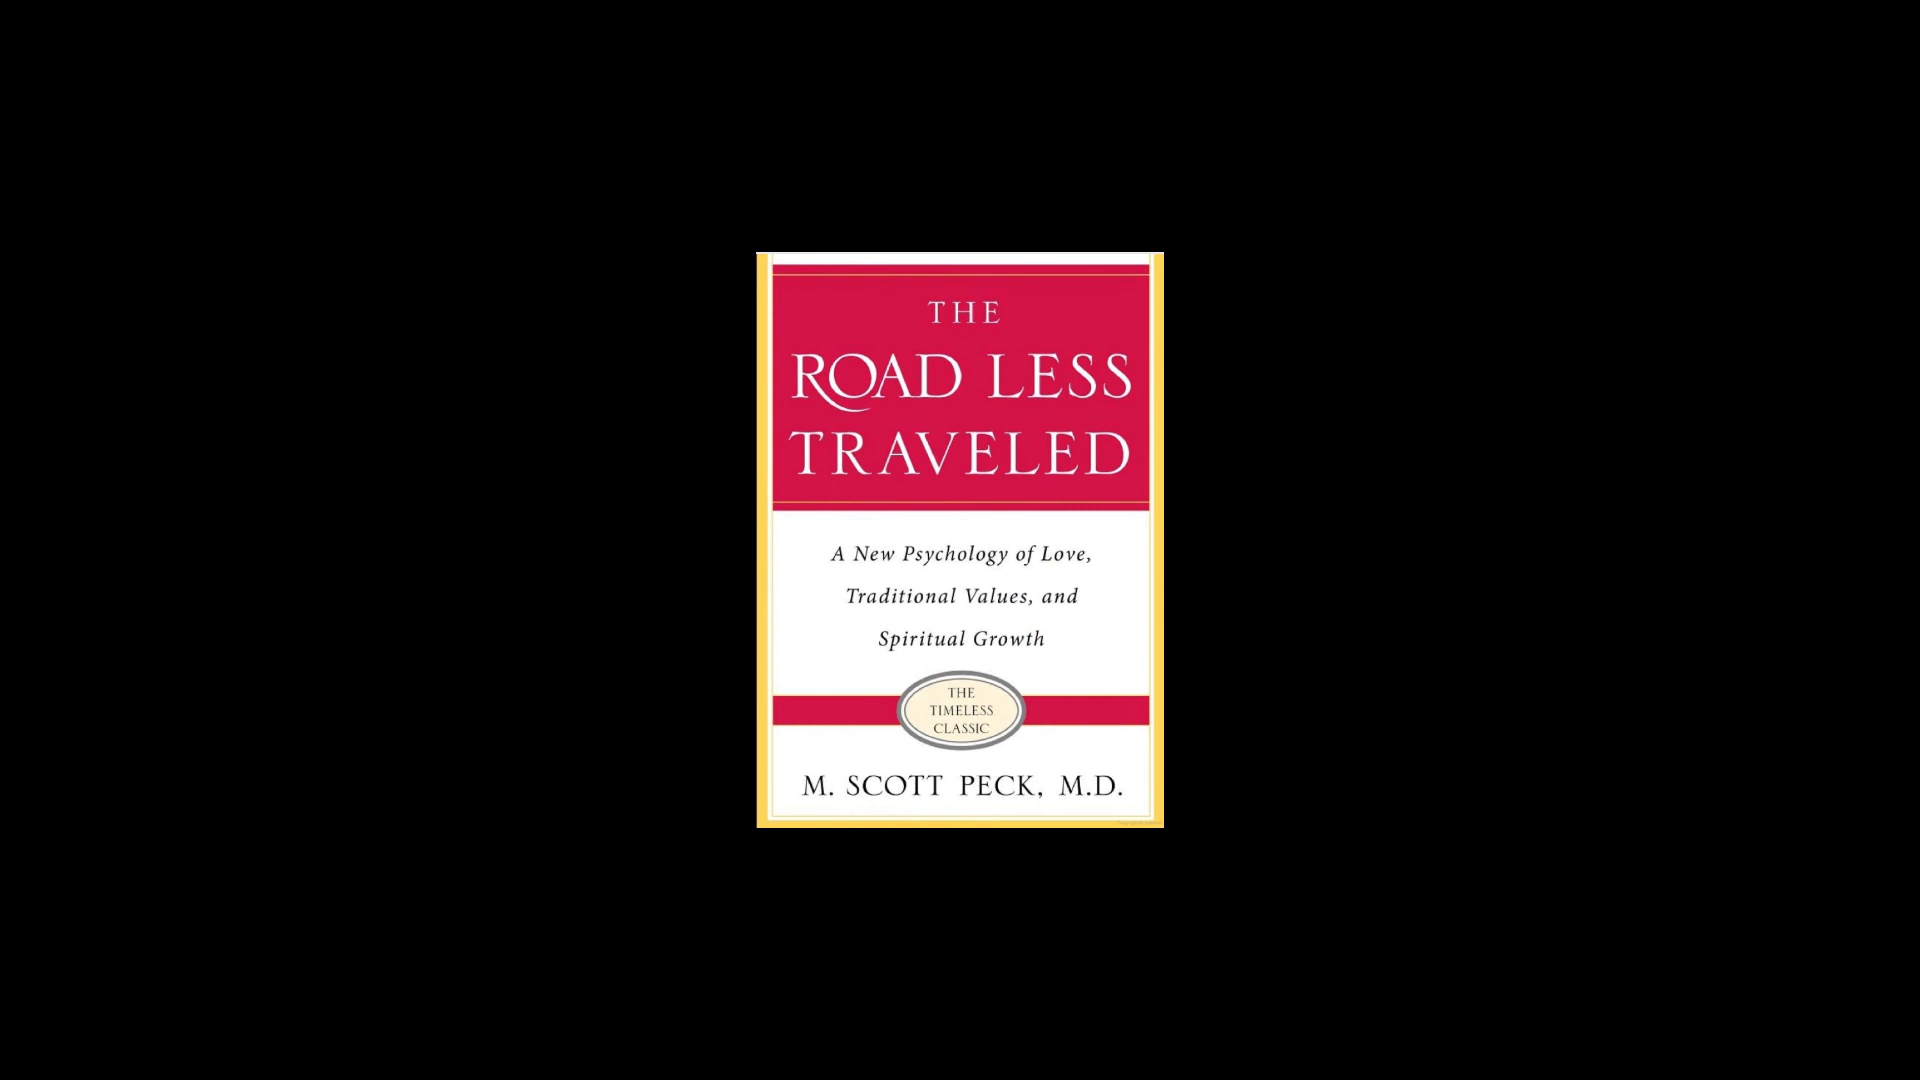 THE
ROAD LESS
TRAVELED
A New Psychology of Love,
Traditional Values, and
Spiritual Growth
THE
TIMELESS
CLASSIC
M. SCOTT PECK, M.D.